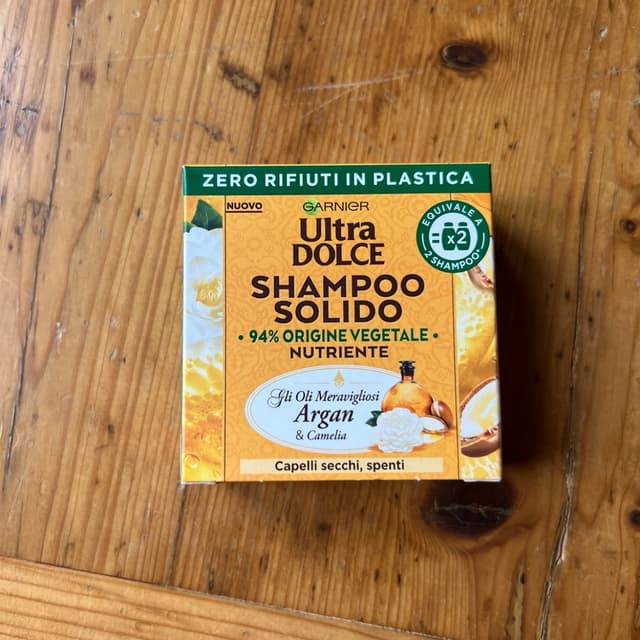 ZERO RIFIUTI IN PLASTICA
NUOVO
GARNIER
Ultra
DOLCE
EQUIVALE A
=x2
2 SHAMPOO
SHAMPOO
SOLIDO
• 94% ORIGINE VEGETALE •
NUTRIENTE
Gli Oli Meravigliosi
Argan
& Camelia
Capelli secchi, spenti